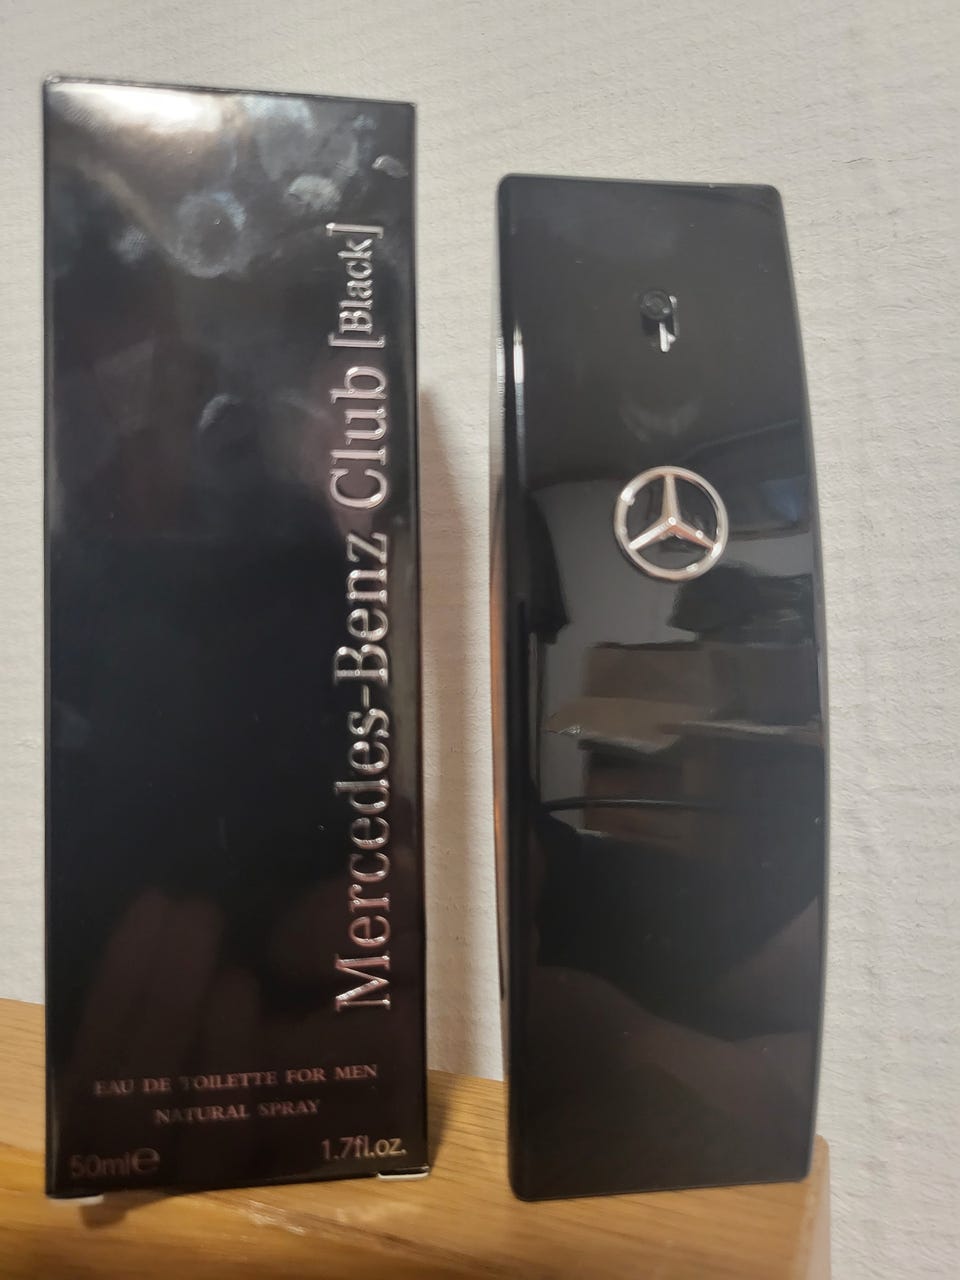 Mercedes-Benz Club [Black]
EAU DE TOILETTE FOR MEN
NATURAL SPRAY
50ml℮ 1.7fl.oz.